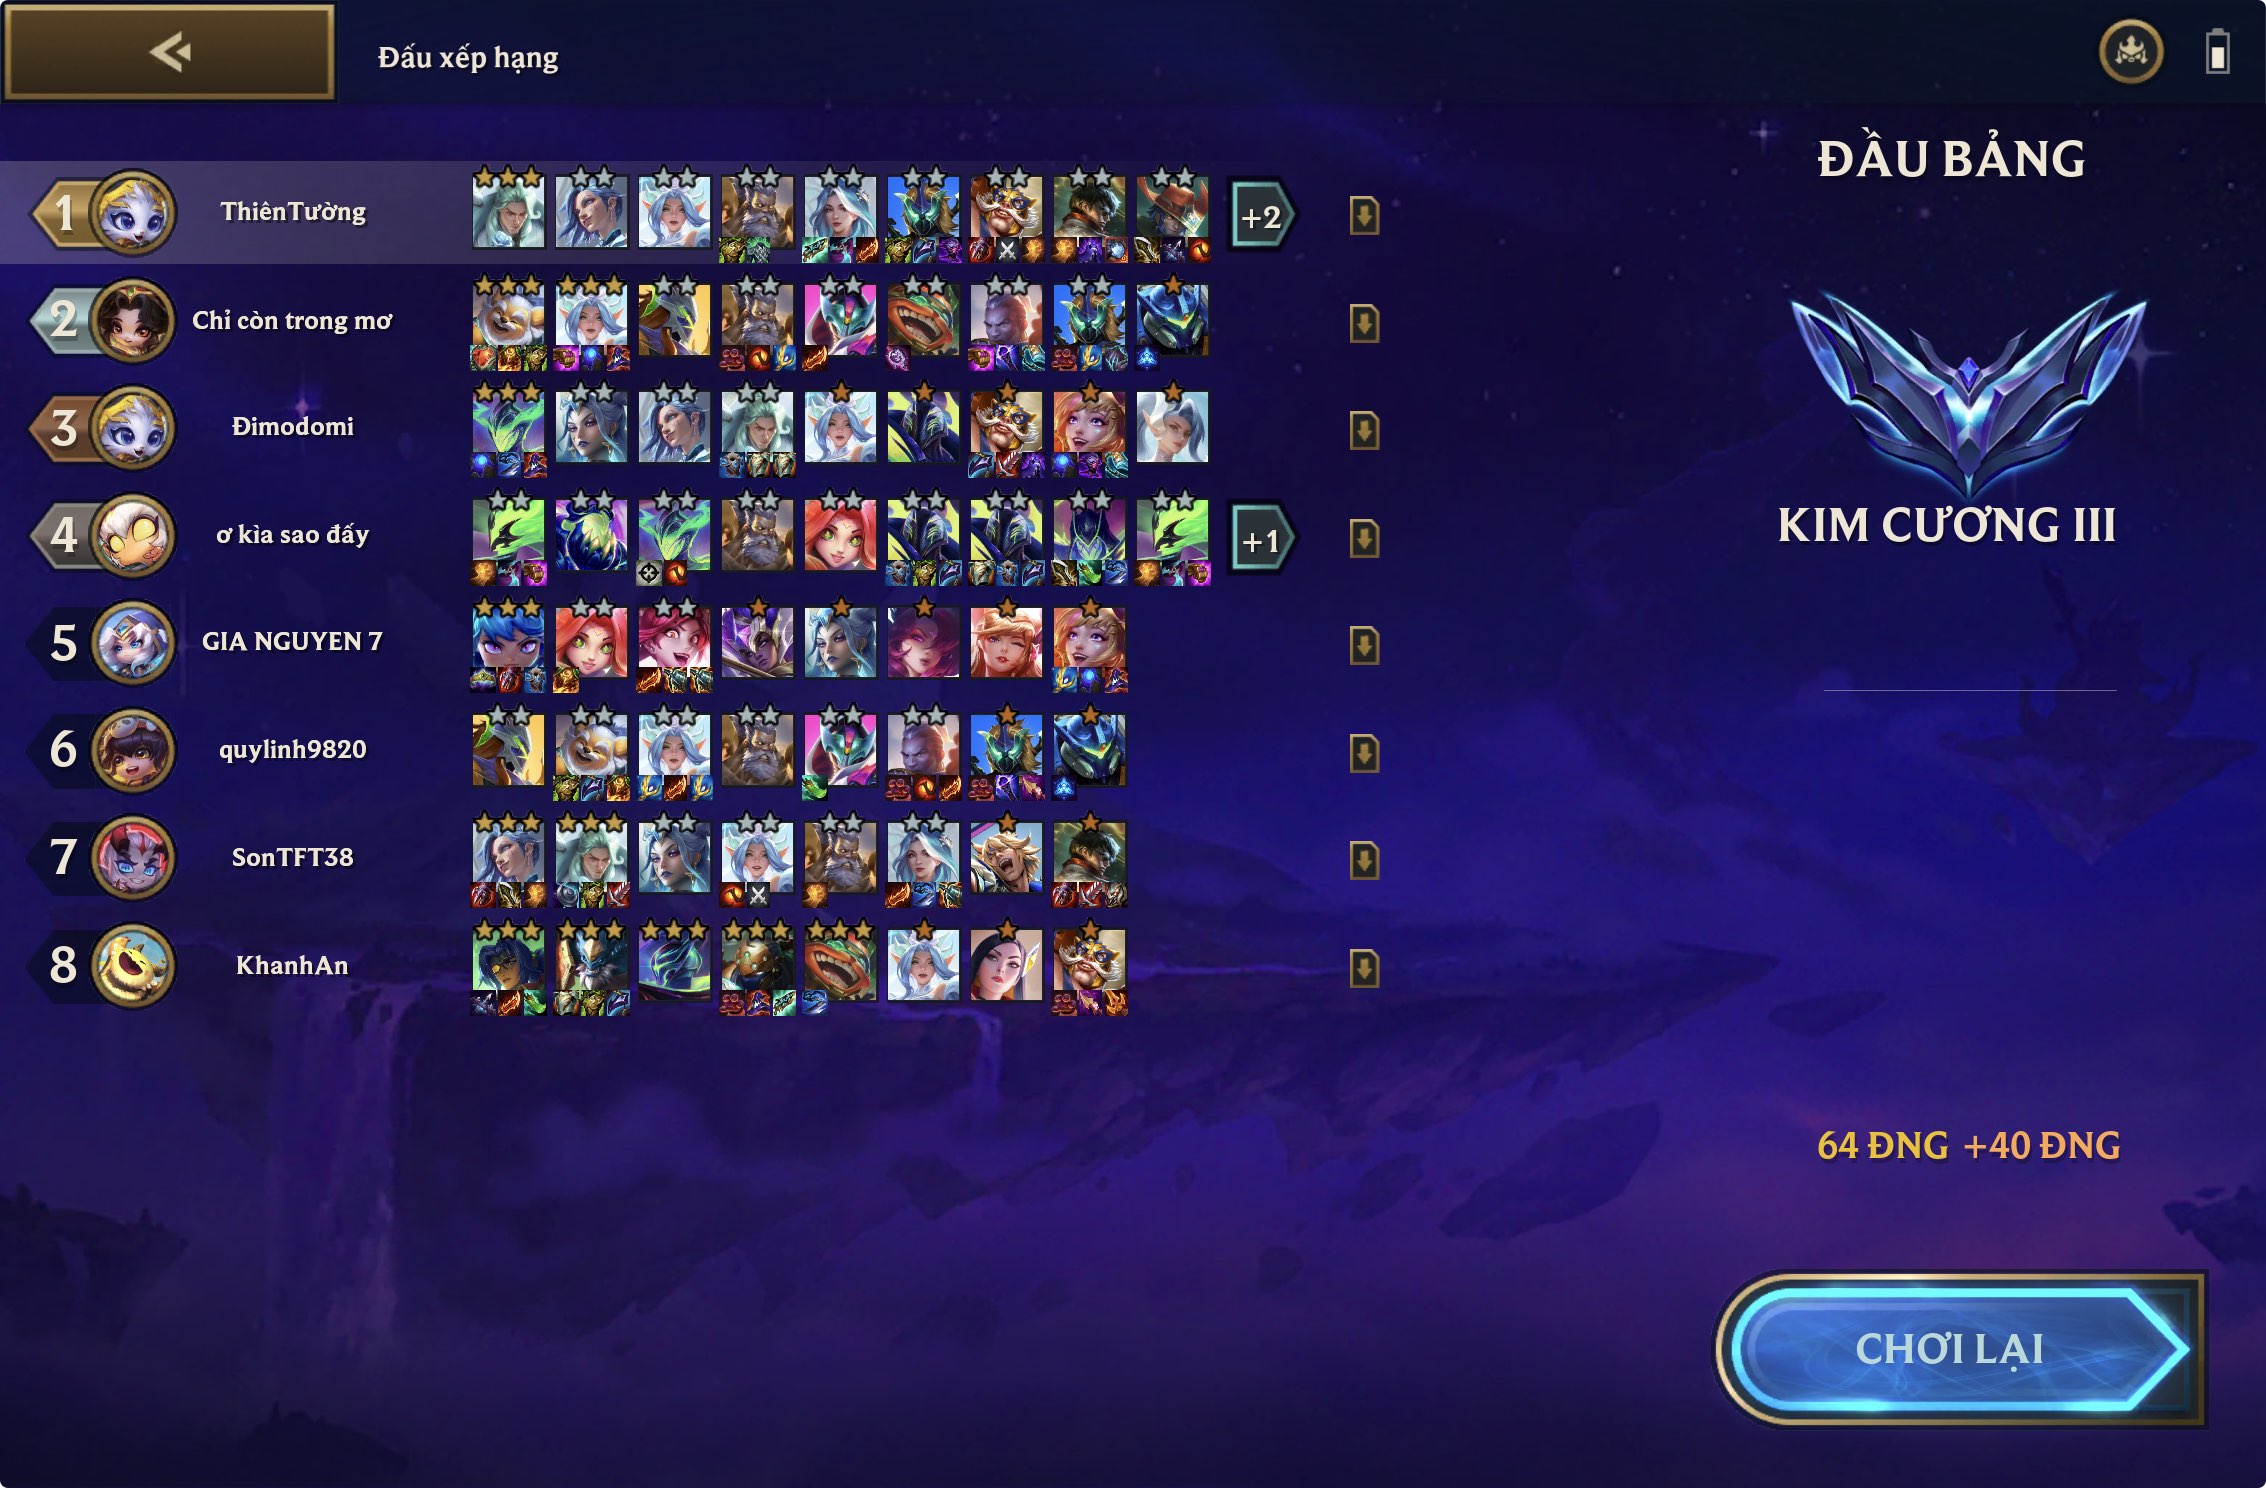 Đấu xếp hạng
ĐẦU BẢNG
1 ThiênTường +2
2 Chỉ còn trong mơ
3 Đimodomi
4 ơ kìa sao đấy +1
5 GIA NGUYEN 7
6 quylinh9820
7 SonTFT38
8 KhanhAn
KIM CƯƠNG III
64 ĐNG +40 ĐNG
CHƠI LẠI